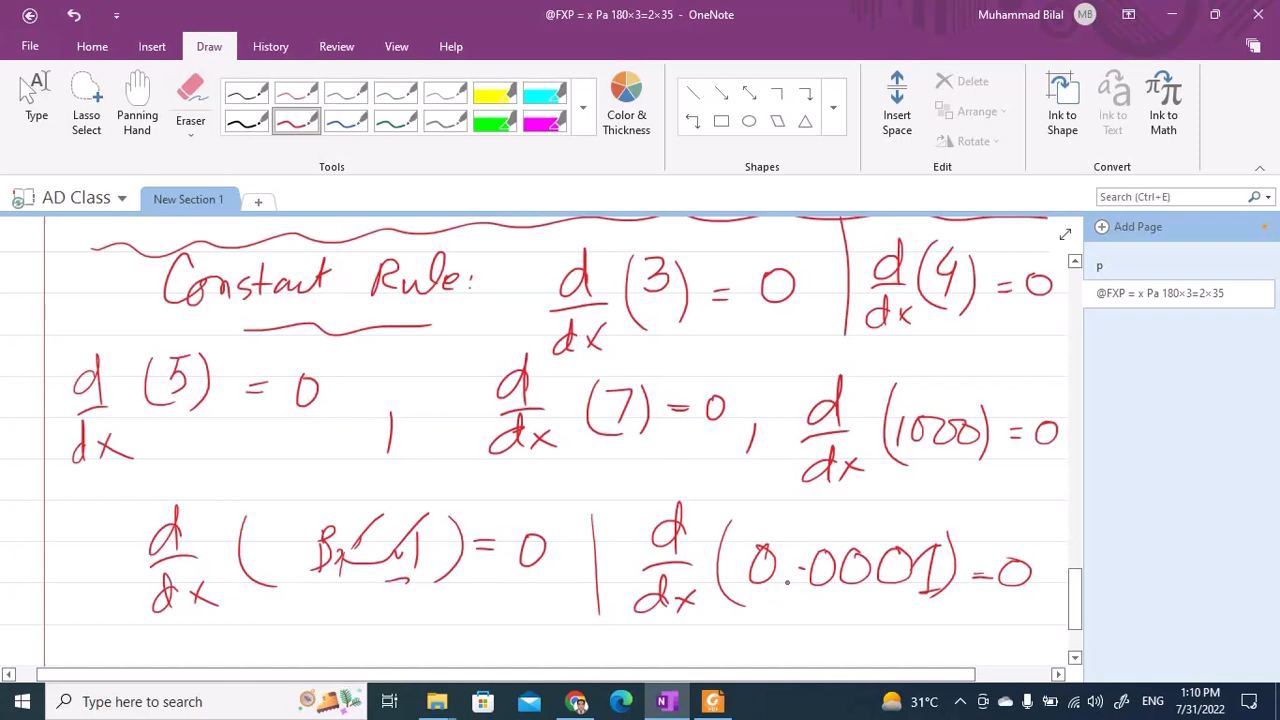 @FXP = x Pa 180×3=2×35 - OneNote
Muhammad Bilal MB
File Home Insert Draw History Review View Help
Type
Lasso Select
Panning Hand
Eraser
Color & Thickness
Insert Space
Delete
Arrange
Rotate
Ink to Shape
Ink to Text
Ink to Math
Tools Shapes Edit Convert
AD Class New Section 1
Search (Ctrl+E)
Add Page
p
@FXP = x Pa 180×3=2×35
Constant Rule: d/dx (3) = 0 | d/dx (4) = 0
d/dx (5) = 0 , d/dx (7) = 0 , d/dx (1000) = 0
d/dx ( ) = 0 | d/dx (0.0001) = 0
Type here to search
31°C
ENG
1:10 PM
7/31/2022